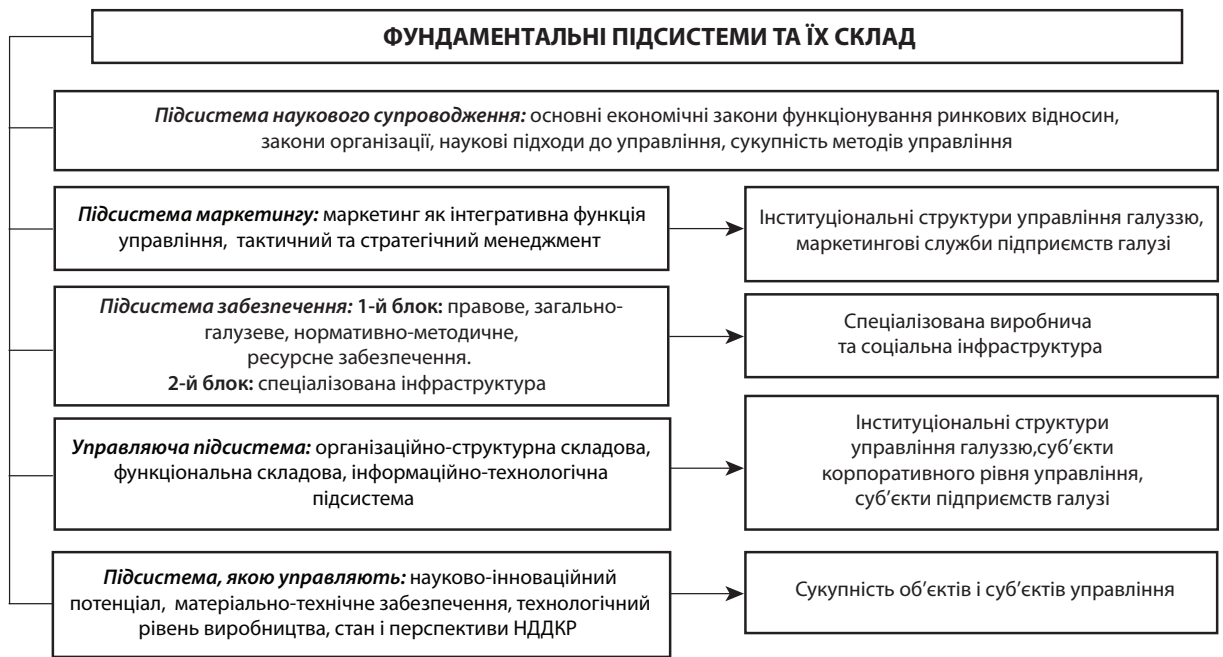 ФУНДАМЕНТАЛЬНІ ПІДСИСТЕМИ ТА ЇХ СКЛАД
Підсистема наукового супроводження: основні економічні закони функціонування ринкових відносин,
закони організації, наукові підходи до управління, сукупність методів управління
Підсистема маркетингу: маркетинг як інтегративна функція
управління, тактичний та стратегічний менеджмент
Інституціональні структури управління галуззю,
маркетингові служби підприємств галузі
Підсистема забезпечення: 1-й блок: правове, загально-
галузеве, нормативно-методичне,
ресурсне забезпечення.
2-й блок: спеціалізована інфраструктура
Спеціалізована виробнича
та соціальна інфраструктура
Управляюча підсистема: організаційно-структурна складова,
функціональна складова, інформаційно-технологічна
підсистема
Інституціональні структури
управління галуззю,суб’єкти
корпоративного рівня управління,
суб’єкти підприємств галузі
Підсистема, якою управляють: науково-інноваційний
потенціал, матеріально-технічне забезпечення, технологічний
рівень виробництва, стан і перспективи НДДКР
Сукупність об’єктів і суб’єктів управління